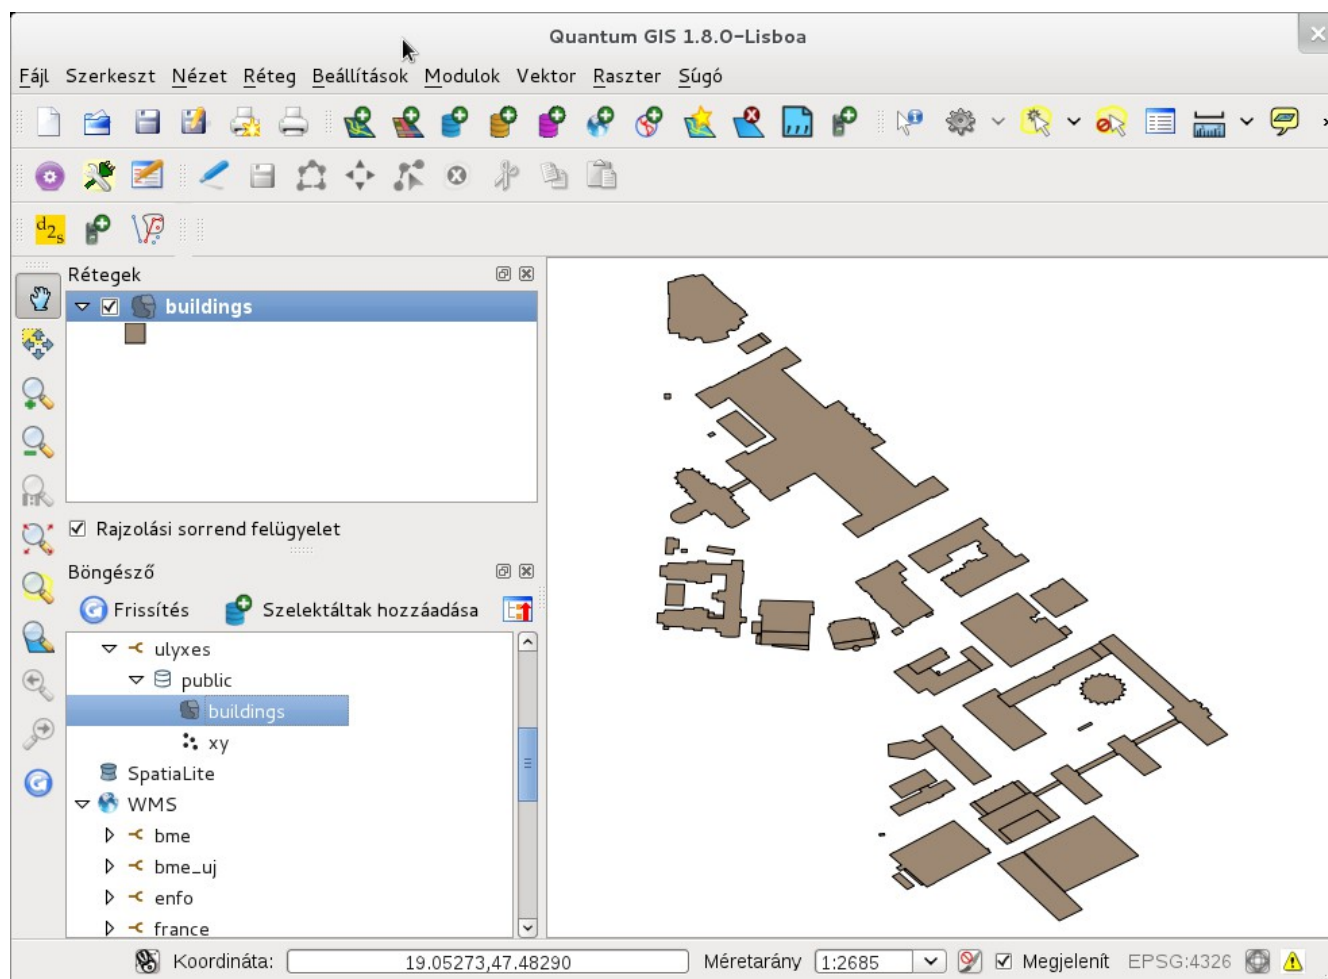 Quantum GIS 1.8.0-Lisboa
Fájl Szerkeszt Nézet Réteg Beállítások Modulok Vektor Raszter Súgó
d2s
Rétegek
buildings
Rajzolási sorrend felügyelet
Böngésző
Frissítés Szelektáltak hozzáadása
ulyxes
public
buildings
xy
SpatiaLite
WMS
bme
bme_uj
enfo
france
Koordináta: 19.05273,47.48290 Méretarány 1:2685 Megjelenít EPSG:4326